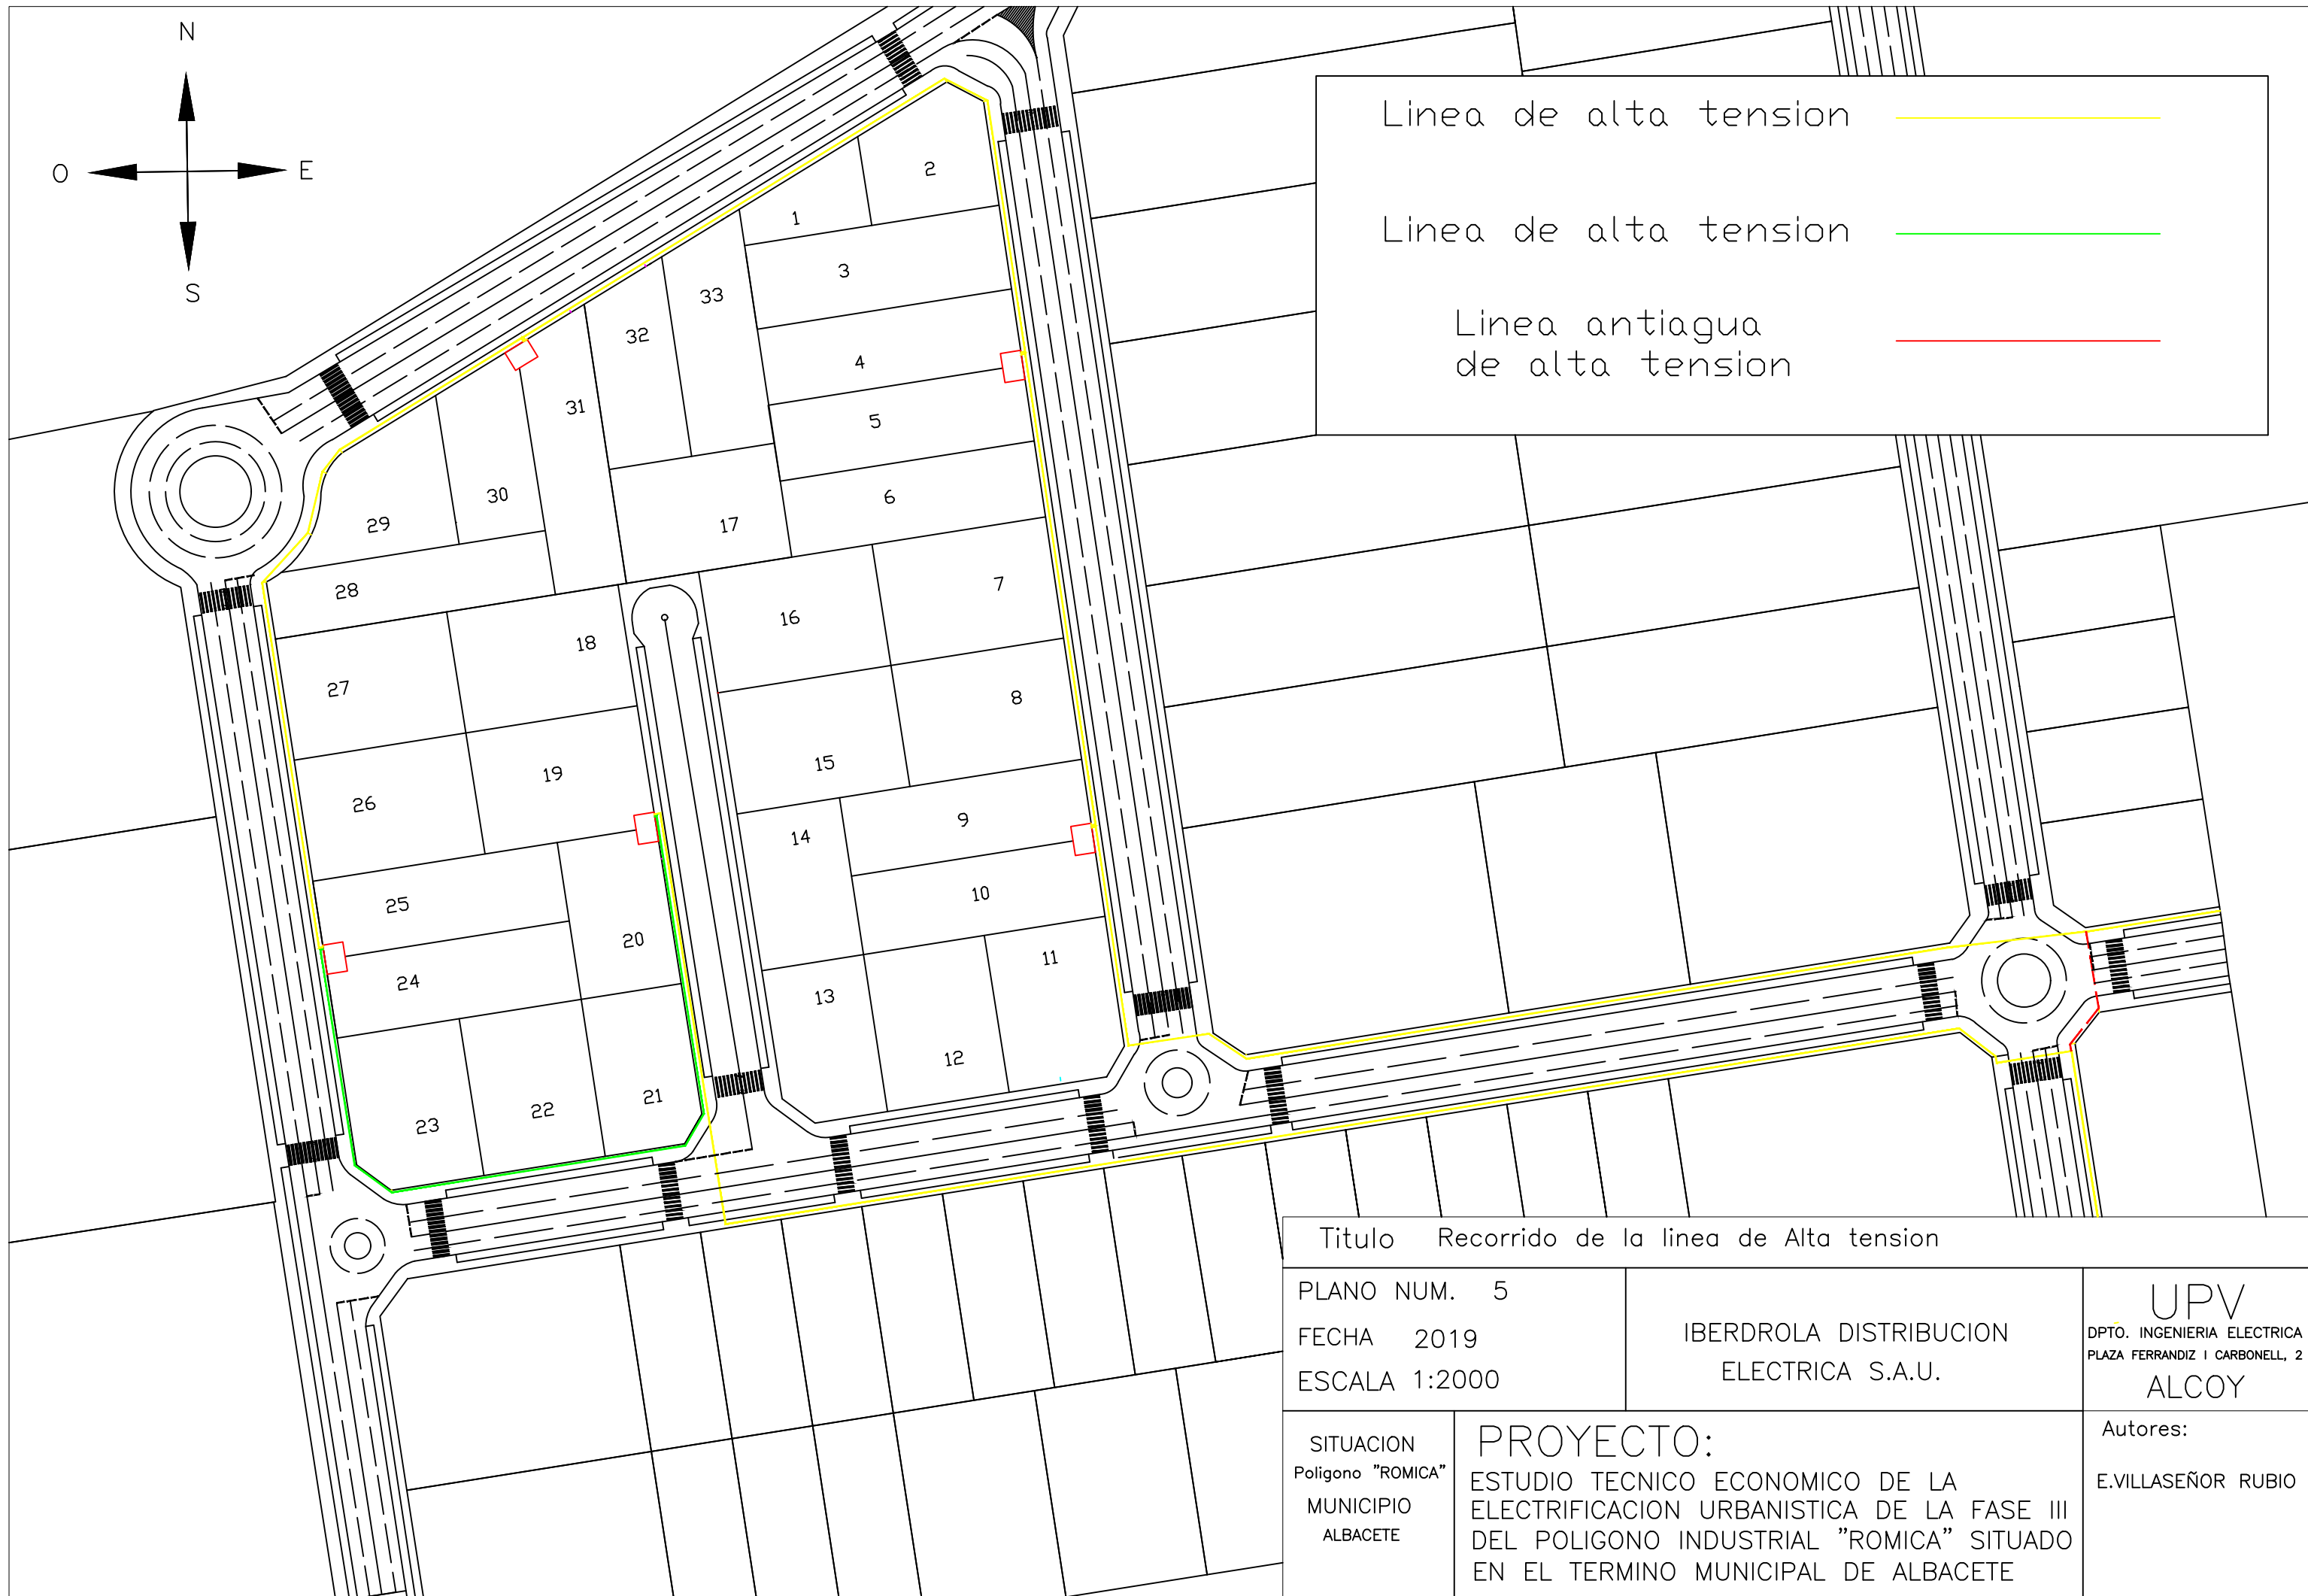 N
O
E
S
Linea de alta tension
Linea de alta tension
Linea antiagua
de alta tension
2
1
3
33
32
4
31
5
30
6
29
17
28
7
16
18
27
8
15
19
26
9
14
10
25
20
11
24
13
12
21
22
23
Titulo Recorrido de la linea de Alta tension
PLANO NUM. 5
FECHA 2019
ESCALA 1:2000
IBERDROLA DISTRIBUCION
ELECTRICA S.A.U.
UPV
DPTO. INGENIERIA ELECTRICA
PLAZA FERRANDIZ I CARBONELL, 2
ALCOY
SITUACION
Poligono "ROMICA"
MUNICIPIO
ALBACETE
PROYECTO:
ESTUDIO TECNICO ECONOMICO DE LA
ELECTRIFICACION URBANISTICA DE LA FASE III
DEL POLIGONO INDUSTRIAL "ROMICA" SITUADO
EN EL TERMINO MUNICIPAL DE ALBACETE
Autores:
E.VILLASEÑOR RUBIO